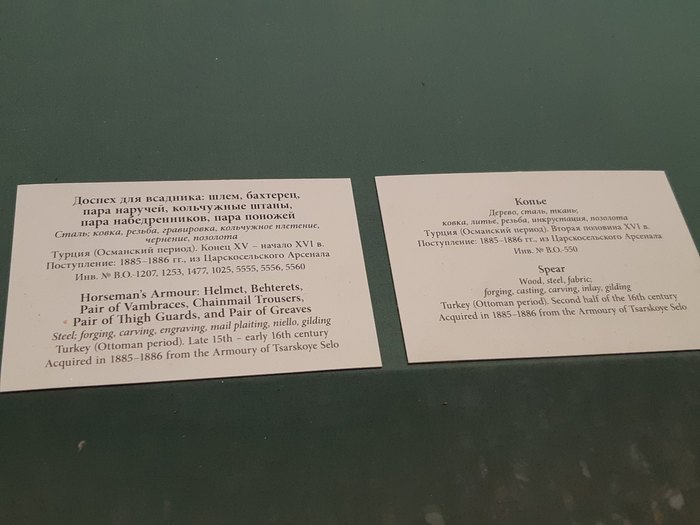 Доспех для всадника: шлем, бахтерец,
пара наручей, кольчужные штаны,
пара набедренников, пара поножей
Сталь; ковка, резьба, гравировка, кольчужное плетение,
чернение, позолота
Турция (Османский период). Конец XV – начало XVI в.
Поступление: 1885–1886 гг., из Царскосельского Арсенала
Инв. № В.О.-1207, 1253, 1477, 1025, 5555, 5556, 5560
Horseman's Armour: Helmet, Behterets,
Pair of Vambraces, Chainmail Trousers,
Pair of Thigh Guards, and Pair of Greaves
Steel; forging, carving, engraving, mail plaiting, niello, gilding
Turkey (Ottoman period). Late 15th – early 16th century
Acquired in 1885–1886 from the Armoury of Tsarskoye Selo
Копье
Дерево, сталь, ткань;
ковка, литье, резьба, инкрустация, позолота
Турция (Османский период). Вторая половина XVI в.
Поступление: 1885–1886 гг., из Царскосельского Арсенала
Инв. № В.О.-550
Spear
Wood, steel, fabric;
forging, casting, carving, inlay, gilding
Turkey (Ottoman period). Second half of the 16th century
Acquired in 1885–1886 from the Armoury of Tsarskoye Selo